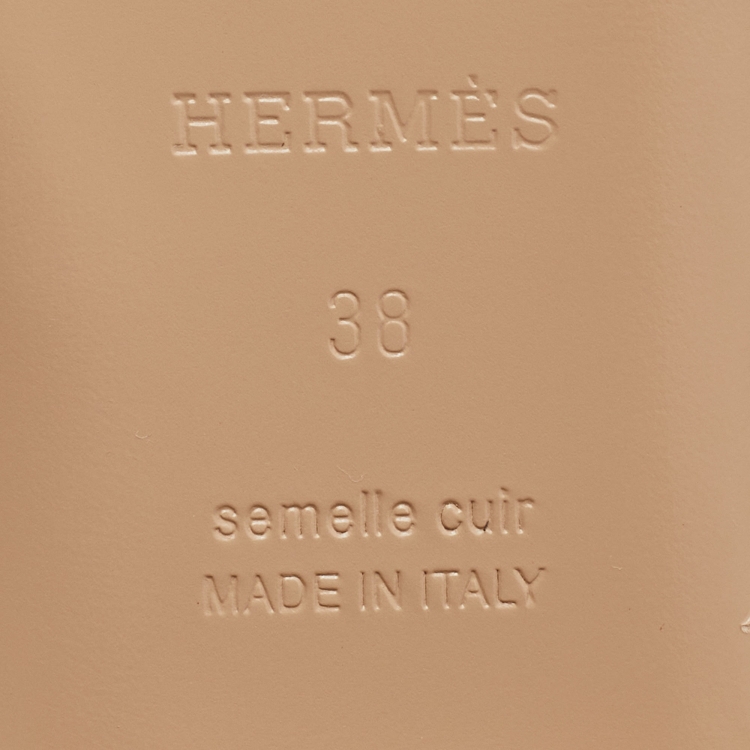 HERMÈS
38
semelle cuir
MADE IN ITALY